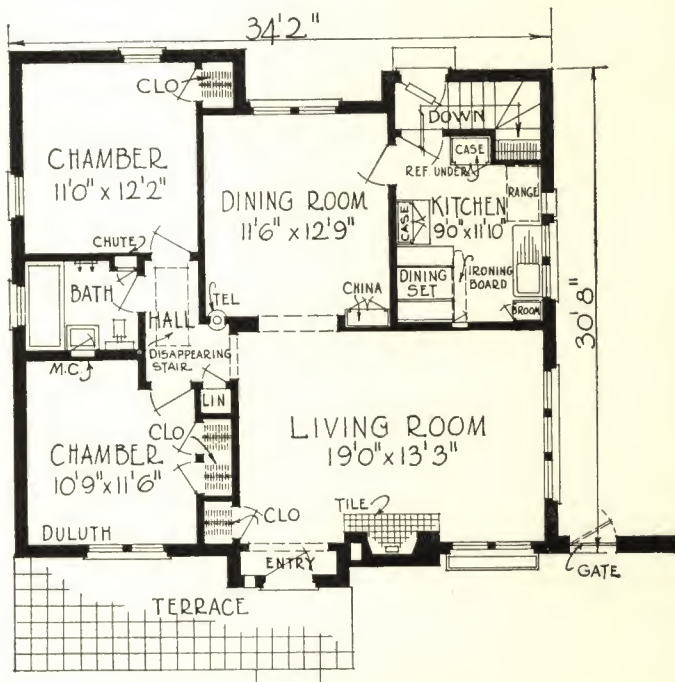 34'2"
CLO
CHAMBER
11'0" x 12'2"
CHUTE
DINING ROOM
11'6" x 12'9"
DOWN
CASE
REF. UNDER
RANGE
KITCHEN
9'0" x 11'10"
CASE
DINING
SET
IRONING
BOARD
BROOM
CHINA
30'8"
BATH
M.C.
TEL
HALL
DISAPPEARING
STAIR
LIN
CLO
CHAMBER
10'9" x 11'6"
DULUTH
LIVING ROOM
19'0" x 13'3"
TILE
CLO
ENTRY
GATE
TERRACE